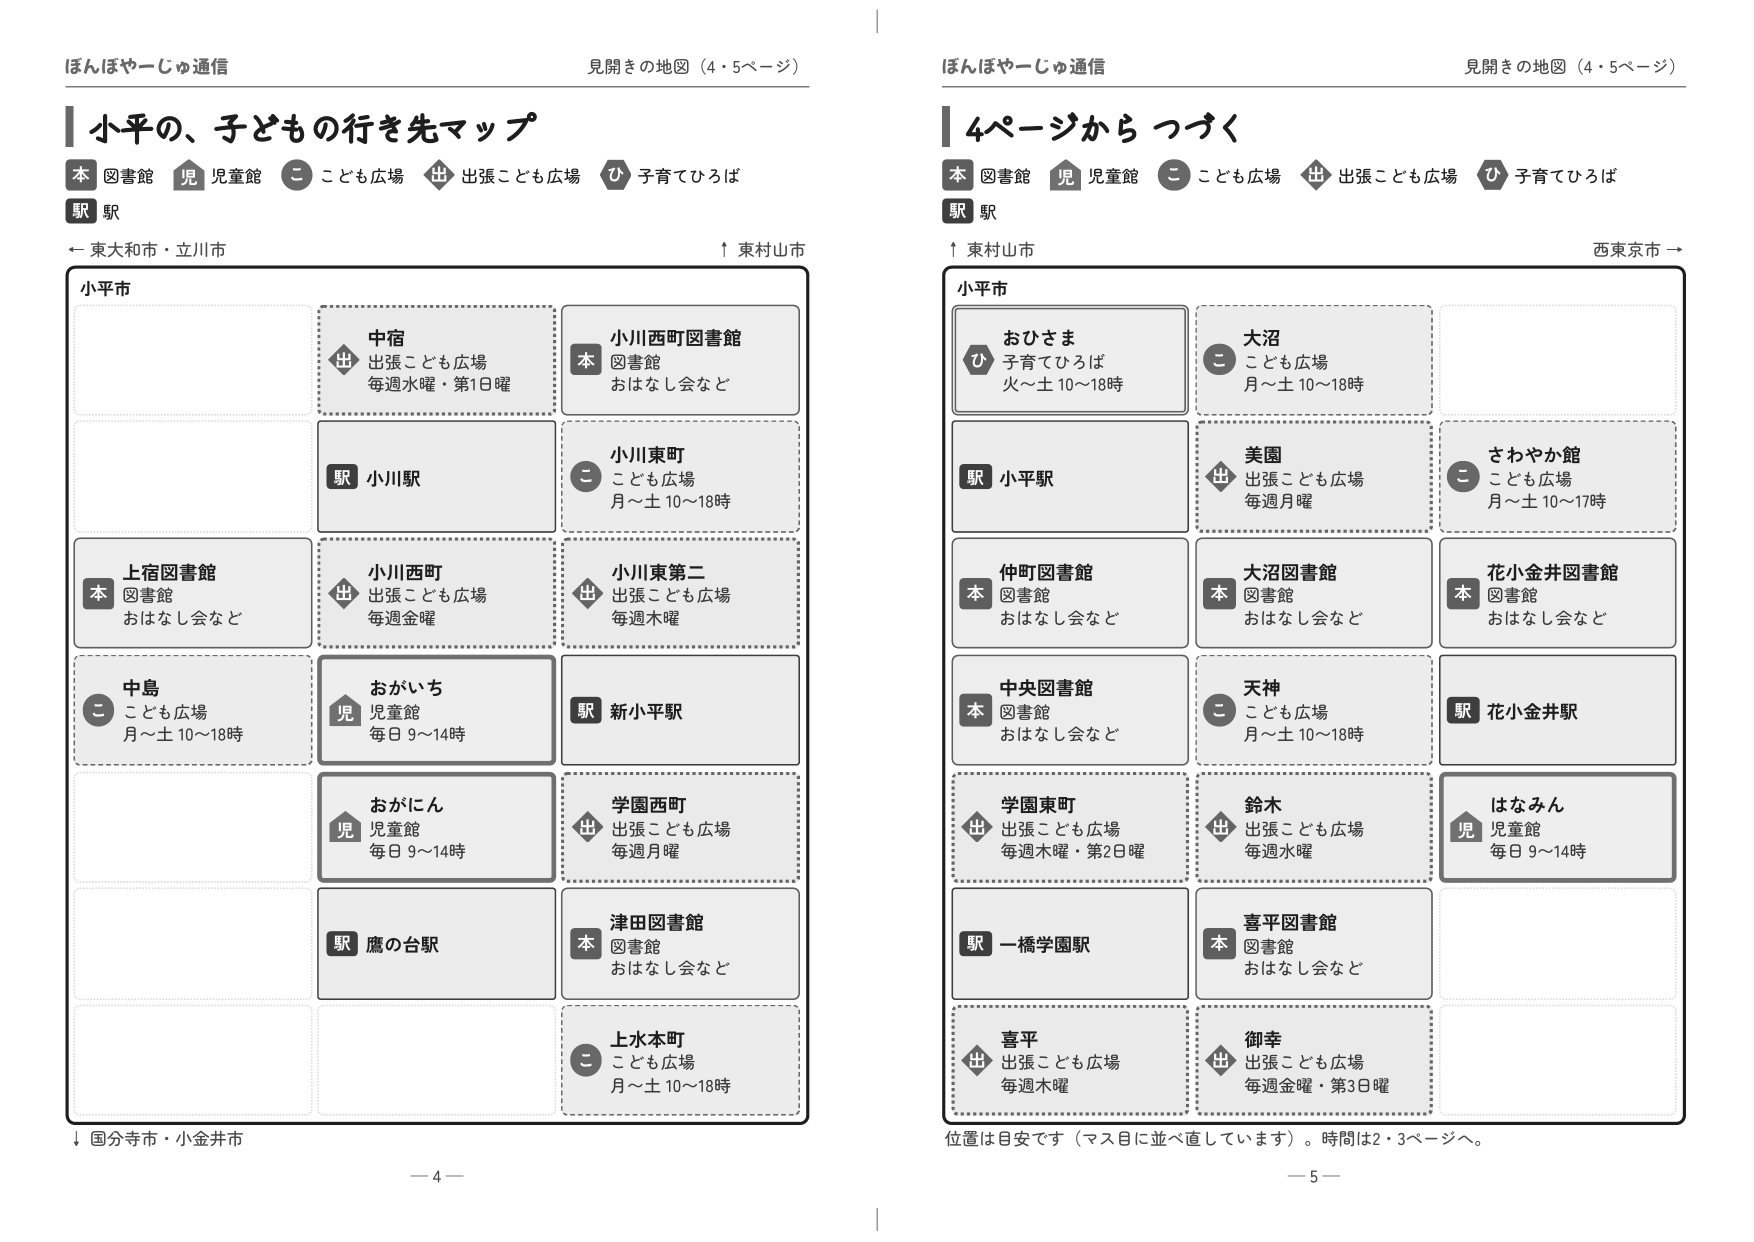 ぽんぽやーじゅ通信
見開きの地図（4・5ページ）
小平の、子どもの行き先マップ
本 図書館 児 児童館 こ こども広場 出 出張こども広場 ひ 子育てひろば
駅 駅
← 東大和市・立川市
↑ 東村山市
小平市
出 中宿
出張こども広場
毎週水曜・第1日曜
本 小川西町図書館
図書館
おはなし会など
駅 小川駅
こ 小川東町
こども広場
月〜土 10〜18時
本 上宿図書館
図書館
おはなし会など
出 小川西町
出張こども広場
毎週金曜
出 小川東第二
出張こども広場
毎週木曜
こ 中島
こども広場
月〜土 10〜18時
児 おがいち
児童館
毎日 9〜14時
駅 新小平駅
児 おがにん
児童館
毎日 9〜14時
出 学園西町
出張こども広場
毎週月曜
駅 鷹の台駅
本 津田図書館
図書館
おはなし会など
こ 上水本町
こども広場
月〜土 10〜18時
↓ 国分寺市・小金井市
— 4 —
ぽんぽやーじゅ通信
見開きの地図（4・5ページ）
4ページから つづく
本 図書館 児 児童館 こ こども広場 出 出張こども広場 ひ 子育てひろば
駅 駅
↑ 東村山市
西東京市 →
小平市
ひ おひさま
子育てひろば
火〜土 10〜18時
こ 大沼
こども広場
月〜土 10〜18時
駅 小平駅
出 美園
出張こども広場
毎週月曜
こ さわやか館
こども広場
月〜土 10〜17時
本 仲町図書館
図書館
おはなし会など
本 大沼図書館
図書館
おはなし会など
本 花小金井図書館
図書館
おはなし会など
本 中央図書館
図書館
おはなし会など
こ 天神
こども広場
月〜土 10〜18時
駅 花小金井駅
出 学園東町
出張こども広場
毎週木曜・第2日曜
出 鈴木
出張こども広場
毎週水曜
児 はなみん
児童館
毎日 9〜14時
駅 一橋学園駅
本 喜平図書館
図書館
おはなし会など
出 喜平
出張こども広場
毎週木曜
出 御幸
出張こども広場
毎週金曜・第3日曜
位置は目安です（マス目に並べ直しています）。時間は2・3ページへ。
— 5 —